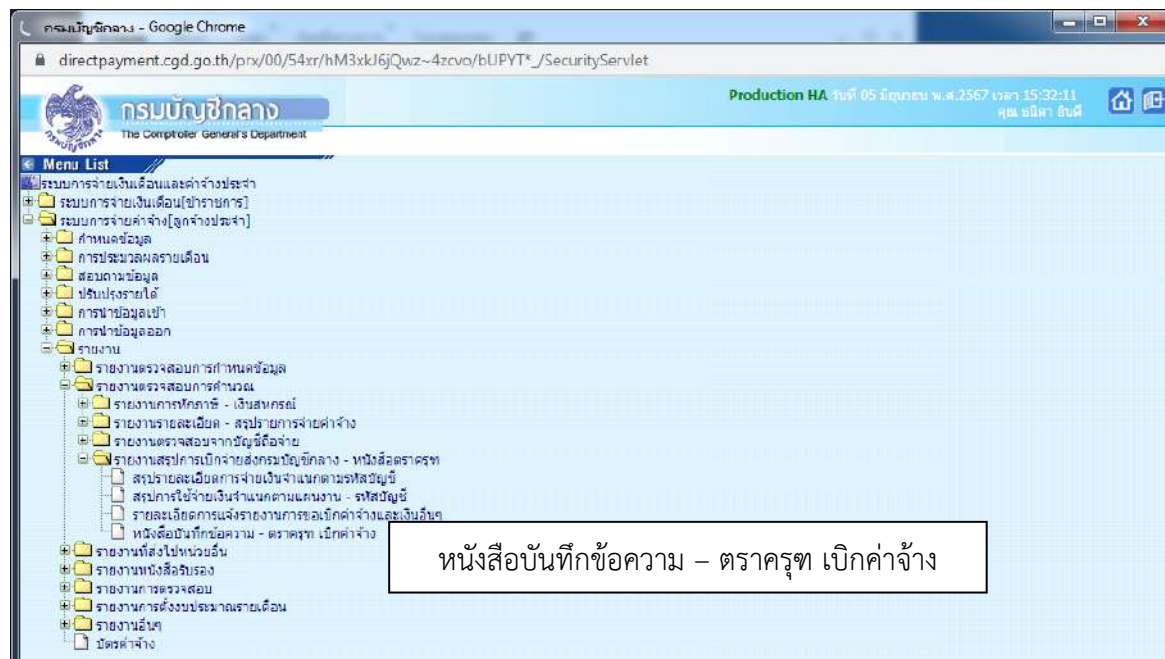 กรมบัญชีกลาง - Google Chrome
directpayment.cgd.go.th/prx/00/54xr/hM3xkJ6jQwz~4zcvo/bUPYT*_/SecurityServlet
กรมบัญชีกลาง
The Comptroller General's Department
Production HA วันที่ 05 มิถุนายน พ.ศ.2567 เวลา 15:32:11
คุณ ธนิศา ยินดี
Menu List
ระบบการจ่ายเงินเดือนและค่าจ้างประจำ
ระบบการจ่ายเงินเดือน[ข้าราชการ]
ระบบการจ่ายค่าจ้าง[ลูกจ้างประจำ]
กำหนดข้อมูล
การประมวลผลรายเดือน
สอบถามข้อมูล
ปรับปรุงรายได้
การนำข้อมูลเข้า
การนำข้อมูลออก
รายงาน
รายงานตรวจสอบการกำหนดข้อมูล
รายงานตรวจสอบการคำนวณ
รายงานการหักภาษี - เงินสหกรณ์
รายงานรายละเอียด - สรุปรายการจ่ายค่าจ้าง
รายงานตรวจสอบจากบัญชีถือจ่าย
รายงานสรุปการเบิกจ่ายส่งกรมบัญชีกลาง - หนังสือตราครุฑ
สรุปรายละเอียดการจ่ายเงินจำแนกตามรหัสบัญชี
สรุปการใช้จ่ายเงินจำแนกตามแผนงาน - รหัสบัญชี
รายละเอียดการแจ้งรายงานการขอเบิกค่าจ้างและเงินอื่นๆ
หนังสือบันทึกข้อความ - ตราครุฑ เบิกค่าจ้าง
หนังสือบันทึกข้อความ – ตราครุฑ เบิกค่าจ้าง
รายงานที่ส่งไปหน่วยอื่น
รายงานหนังสือรับรอง
รายงานการตรวจสอบ
รายงานการตั้งงบประมาณรายเดือน
รายงานอื่นๆ
บัตรค่าจ้าง